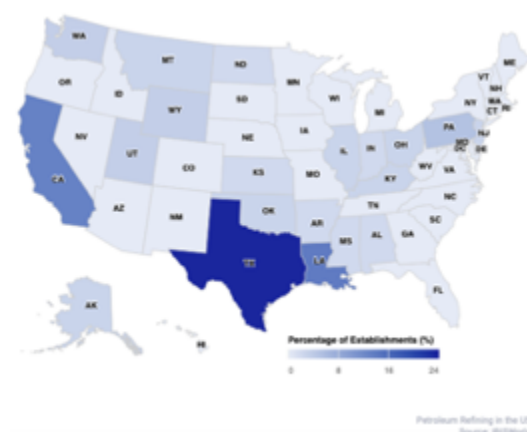 WA
MT
ND
MN
ME
VT
NH
OR
ID
SD
WI
MI
NY
MA
CT
RI
WY
NE
IA
PA
NJ
NV
UT
CO
KS
MO
IL
IN
OH
KY
WV
VA
MD
DE
CA
AZ
NM
OK
AR
TN
NC
SC
MS
AL
GA
TX
LA
FL
AK
HI
Percentage of Establishments (%)
0 8 16 24
Petroleum Refining in the US
Source: